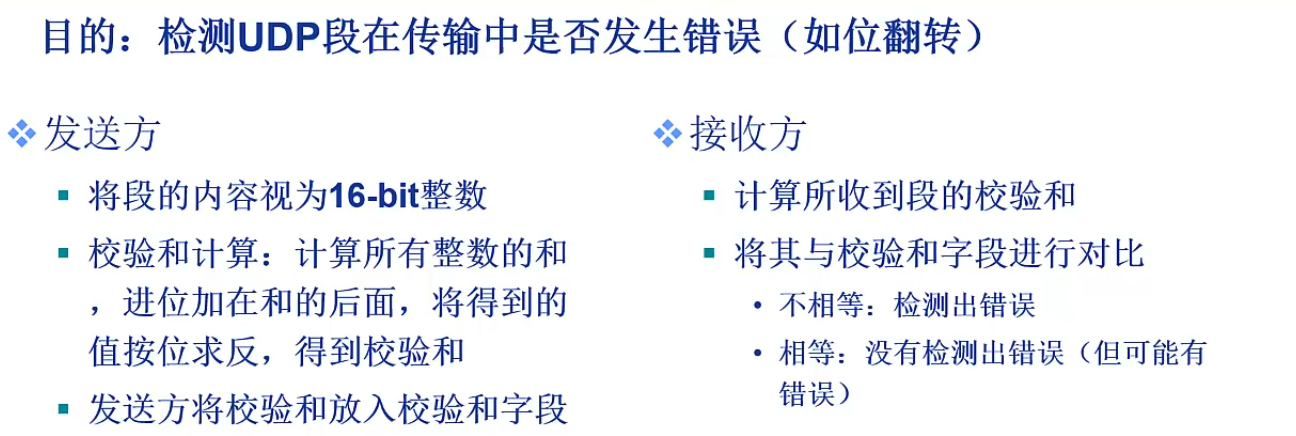 目的：检测UDP段在传输中是否发生错误（如位翻转）
发送方
将段的内容视为16-bit整数
校验和计算：计算所有整数的和
，进位加在和的后面，将得到的
值按位求反，得到校验和
发送方将校验和放入校验和字段
接收方
计算所收到段的校验和
将其与校验和字段进行对比
不相等：检测出错误
相等：没有检测出错误（但可能有
错误）